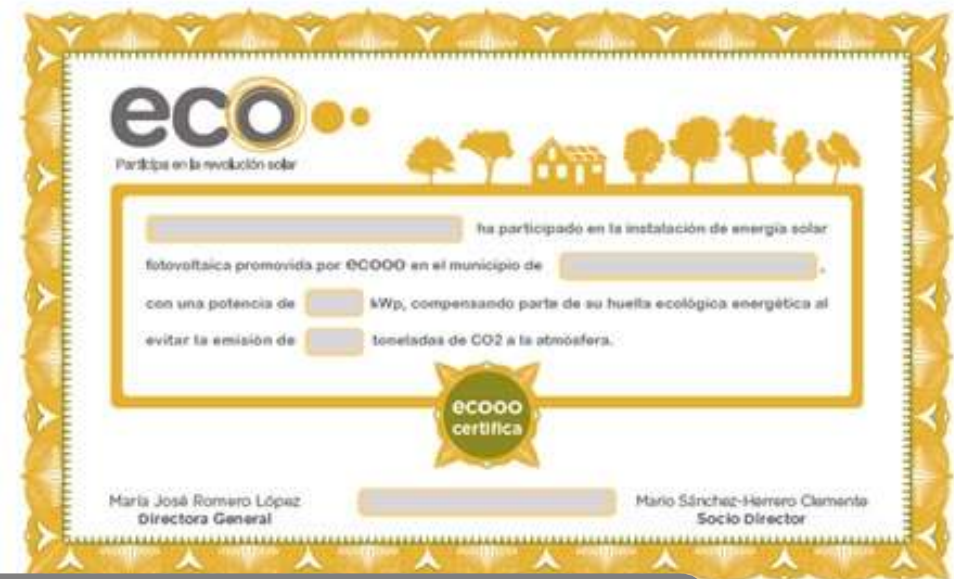 eco
Participa en la revolución solar
ha participado en la instalación de energía solar
fotovoltaica promovida por ecooo en el municipio de .
con una potencia de kWp, compensando parte de su huella ecológica energética al
evitar la emisión de toneladas de CO2 a la atmósfera.
ecooo
certifica
María José Romero López
Directora General
Mario Sánchez-Herrero Clemente
Socio Director